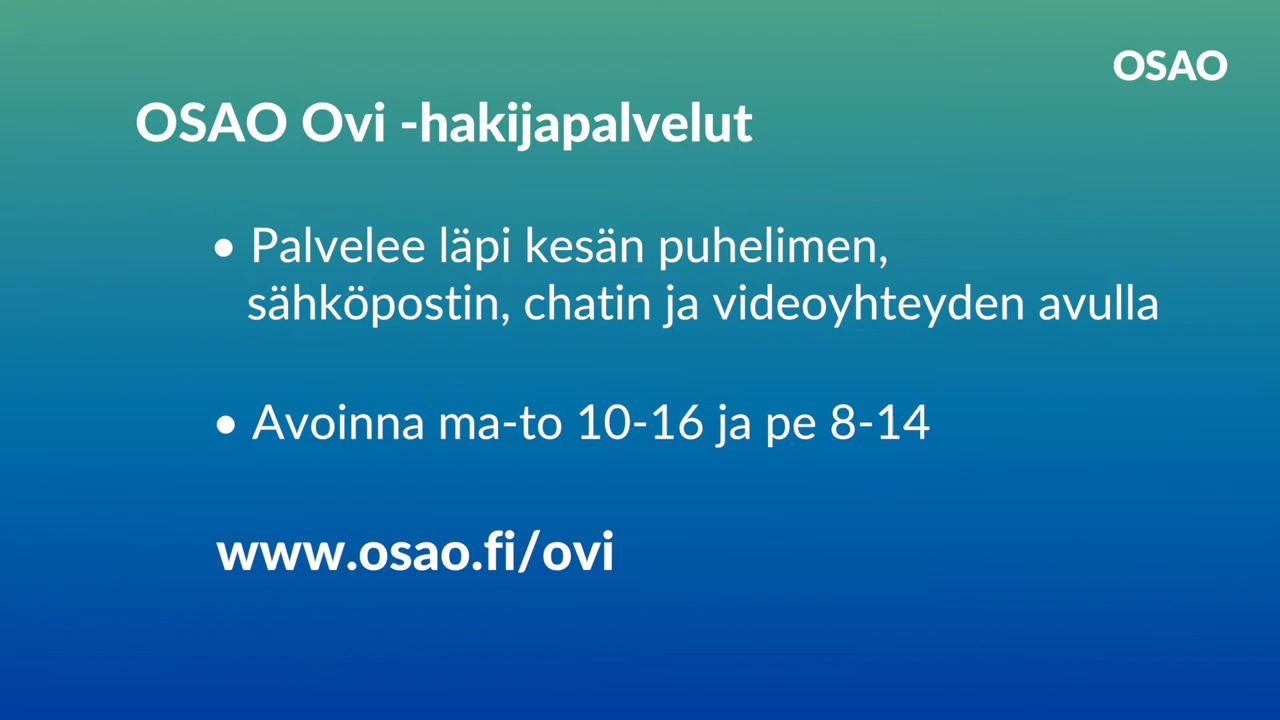 OSAO
OSAO Ovi -hakijapalvelut
• Palvelee läpi kesän puhelimen,
sähköpostin, chatin ja videoyhteyden avulla
• Avoinna ma-to 10-16 ja pe 8-14
www.osao.fi/ovi